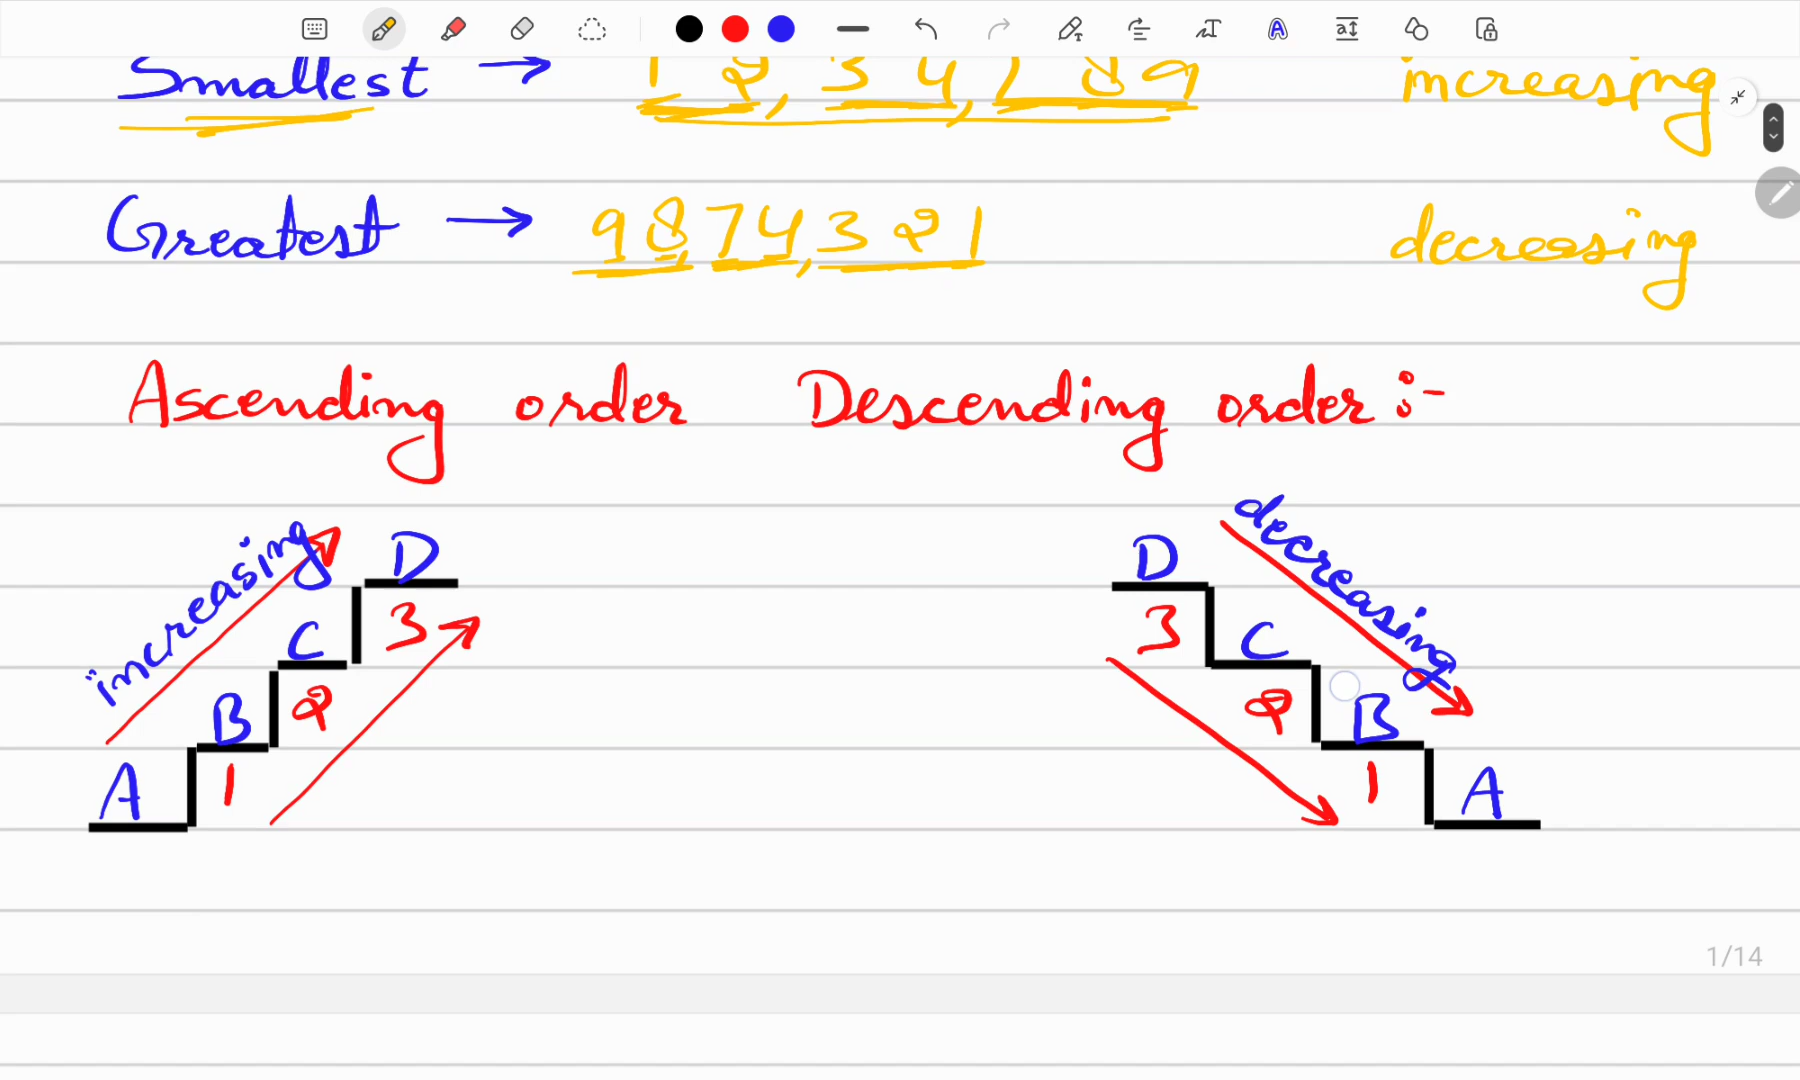 Smallest → 12,34,789 increasing
Greatest → 98,74,321 decreasing
Ascending order Descending order :-
increasing
D
3
C
2
B
1
A
decreasing
D
3
C
2
B
1
A
1/14